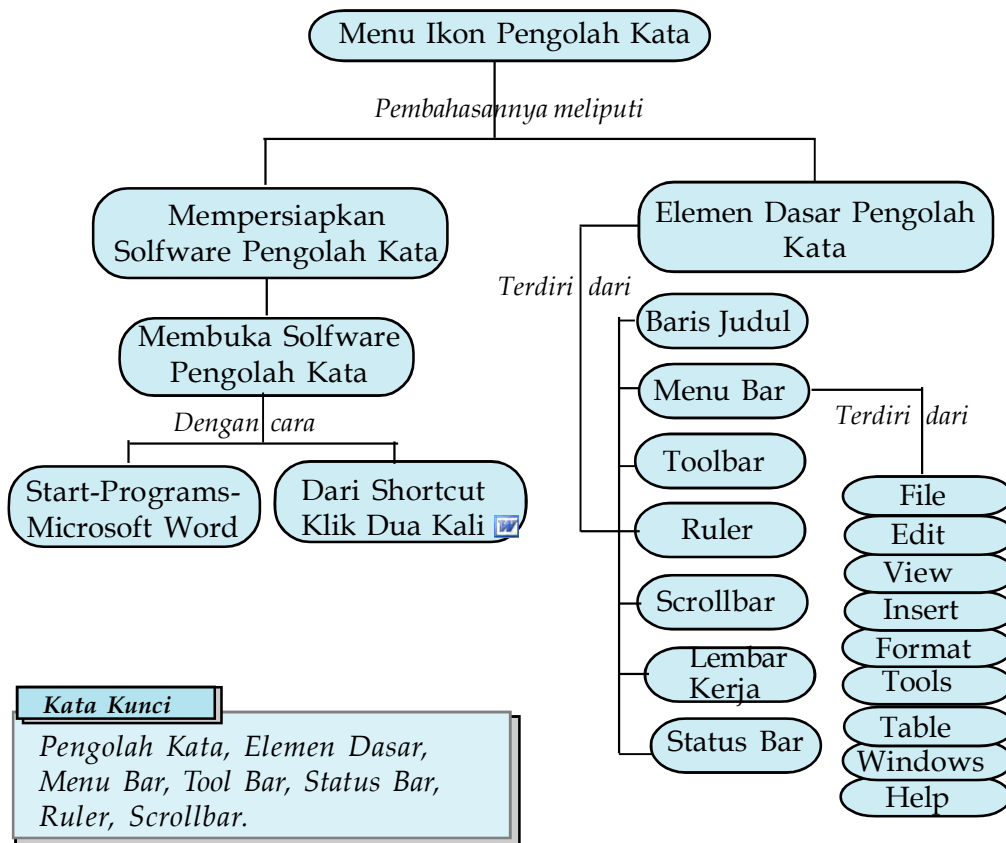 Menu Ikon Pengolah Kata
Pembahasannya meliputi
Mempersiapkan
Solfware Pengolah Kata
Membuka Solfware
Pengolah Kata
Dengan cara
Start-Programs-
Microsoft Word
Dari Shortcut
Klik Dua Kali W
Elemen Dasar Pengolah
Kata
Terdiri dari
Baris Judul
Menu Bar
Toolbar
Ruler
Scrollbar
Lembar
Kerja
Status Bar
Terdiri dari
File
Edit
View
Insert
Format
Tools
Table
Windows
Help
Kata Kunci
Pengolah Kata, Elemen Dasar,
Menu Bar, Tool Bar, Status Bar,
Ruler, Scrollbar.